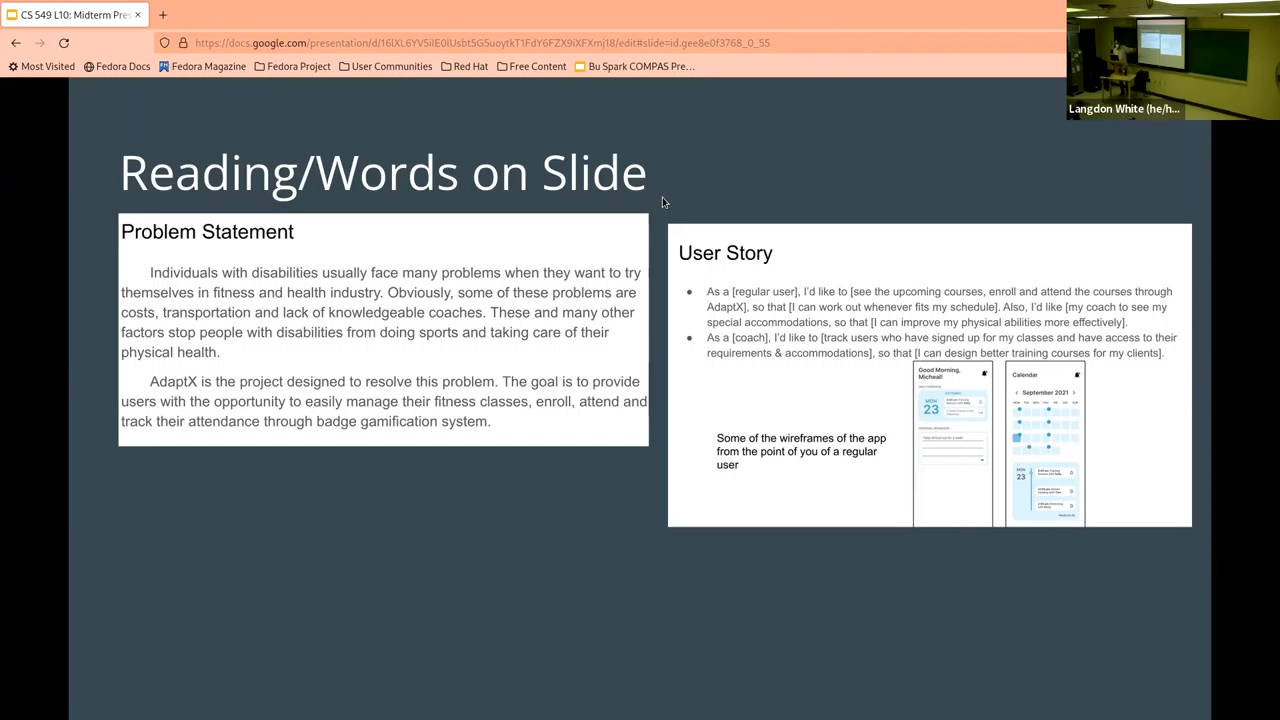 CS 549 L10: Midterm Pres
https://docs.google.com/presentation/d/16lXL6YV5iIE0lUsbt5G5uoytkT1FdY6FZX9iXFXmj18/edit#slide=id.gee8e0f3768_0_55
Most Visited Fedora Docs Fedora Magazine Fedora Project User Communities Red Hat Free Content Bu Spark COMPAS Pre…
Langdon White (he/h...
Reading/Words on Slide
Problem Statement
Individuals with disabilities usually face many problems when they want to try
themselves in fitness and health industry. Obviously, some of these problems are
costs, transportation and lack of knowledgeable coaches. These and many other
factors stop people with disabilities from doing sports and taking care of their
physical health.
AdaptX is the project designed to resolve this problem. The goal is to provide
users with the opportunity to easily manage their fitness classes, enroll, attend and
track their attendance through badge gamification system.
User Story
● As a [regular user], I'd like to [see the upcoming courses, enroll and attend the courses through
AdaptX], so that [I can work out whenever fits my schedule]. Also, I'd like [my coach to see my
special accommodations, so that [I can improve my physical abilities more effectively].
● As a [coach], I'd like to [track users who have signed up for my classes and have access to their
requirements & accommodations], so that [I can design better training courses for my clients].
Some of the wireframes of the app
from the point of you of a regular
user
Good Morning,
Micheal!
MON
23
Calendar
September 2021
MON
23